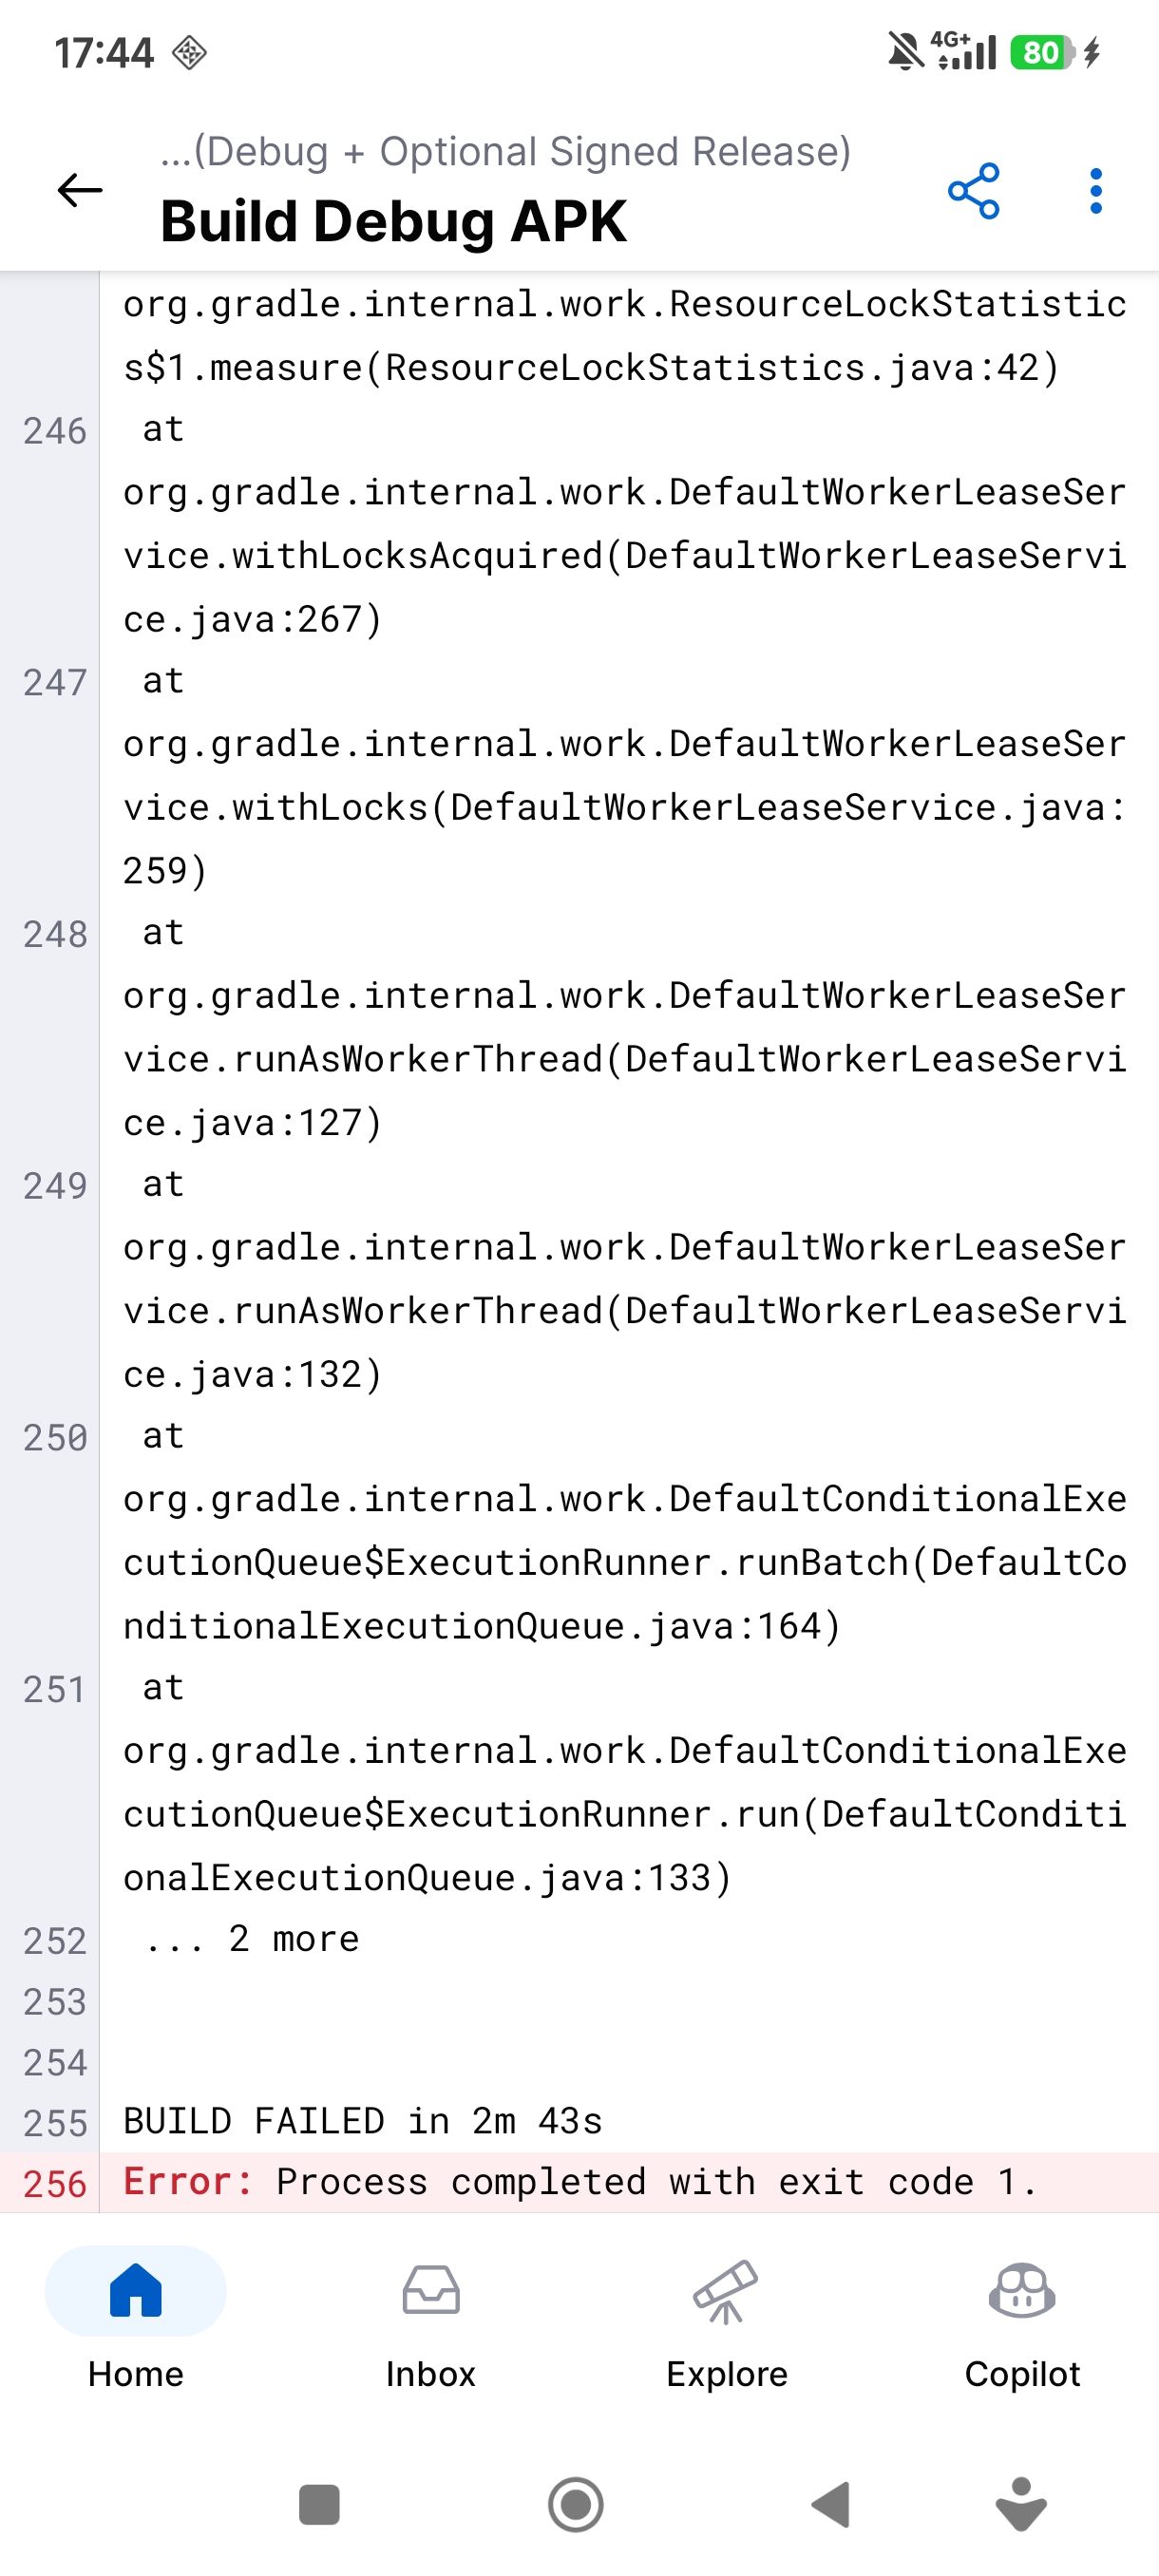 17:44
4G+
80
...(Debug + Optional Signed Release)
Build Debug APK
org.gradle.internal.work.ResourceLockStatistic
s$1.measure(ResourceLockStatistics.java:42)
246 at
org.gradle.internal.work.DefaultWorkerLeaseSer
vice.withLocksAcquired(DefaultWorkerLeaseServi
ce.java:267)
247 at
org.gradle.internal.work.DefaultWorkerLeaseSer
vice.withLocks(DefaultWorkerLeaseService.java:
259)
248 at
org.gradle.internal.work.DefaultWorkerLeaseSer
vice.runAsWorkerThread(DefaultWorkerLeaseServi
ce.java:127)
249 at
org.gradle.internal.work.DefaultWorkerLeaseSer
vice.runAsWorkerThread(DefaultWorkerLeaseServi
ce.java:132)
250 at
org.gradle.internal.work.DefaultConditionalExe
cutionQueue$ExecutionRunner.runBatch(DefaultCo
nditionalExecutionQueue.java:164)
251 at
org.gradle.internal.work.DefaultConditionalExe
cutionQueue$ExecutionRunner.run(DefaultConditi
onalExecutionQueue.java:133)
252 ... 2 more
253
254
255 BUILD FAILED in 2m 43s
256 Error: Process completed with exit code 1.
Home
Inbox
Explore
Copilot